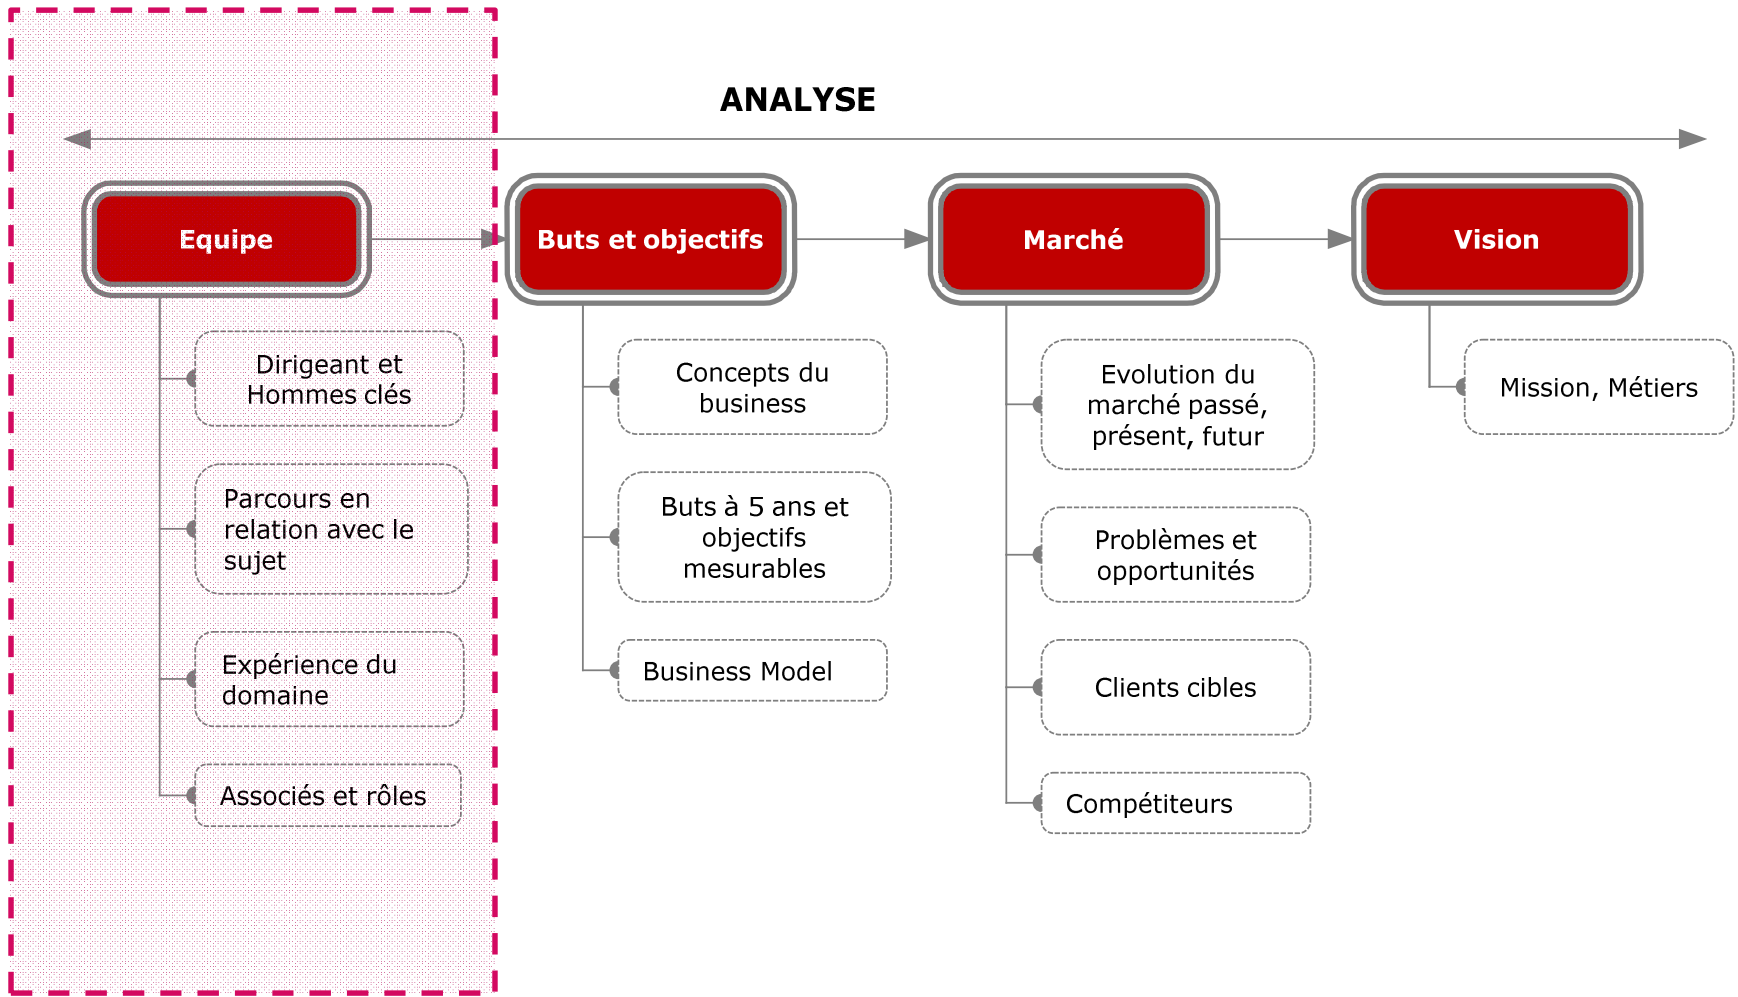 ANALYSE
Equipe
Dirigeant et
Hommes clés
Parcours en
relation avec le
sujet
Expérience du
domaine
Associés et rôles
Buts et objectifs
Concepts du
business
Buts à 5 ans et
objectifs
mesurables
Business Model
Marché
Evolution du
marché passé,
présent, futur
Problèmes et
opportunités
Clients cibles
Compétiteurs
Vision
Mission, Métiers